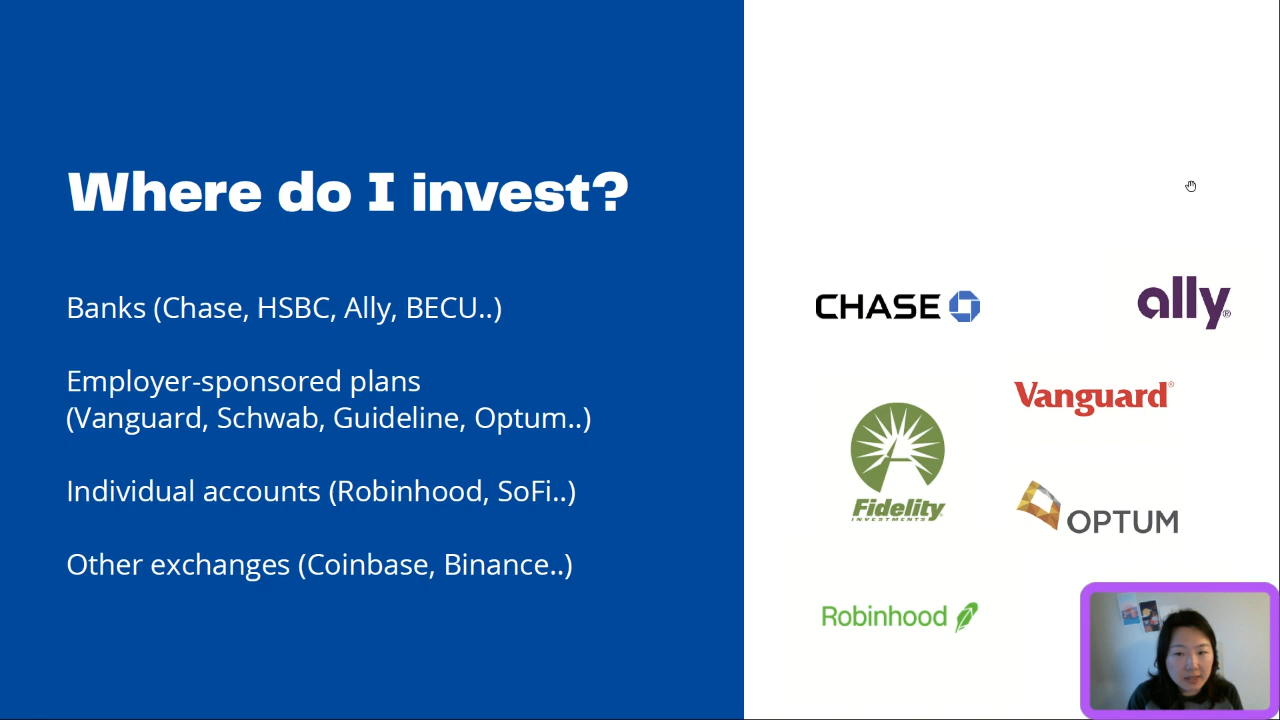 Where do I invest?
Banks (Chase, HSBC, Ally, BECU..)
Employer-sponsored plans
(Vanguard, Schwab, Guideline, Optum..)
Individual accounts (Robinhood, SoFi..)
Other exchanges (Coinbase, Binance..)
CHASE
ally®
Vanguard®
Fidelity
INVESTMENTS®
OPTUM
Robinhood